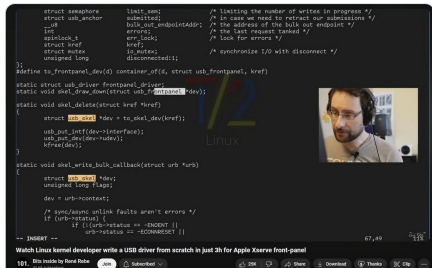 struct semaphore        limit_sem;              /* limiting the number of writes in progress */
        struct usb_anchor       submitted;              /* in case we need to retract our submissions */
        __u8                    bulk_out_endpointAddr;  /* the address of the bulk out endpoint */
        int                     errors;                 /* the last request tanked */
        spinlock_t              err_lock;               /* lock for errors */
        struct kref             kref;
        struct mutex            io_mutex;               /* synchronize I/O with disconnect */
        unsigned long           disconnected:1;
};
#define to_frontpanel_dev(d) container_of(d, struct usb_frontpanel, kref)
static struct usb_driver frontpanel_driver;
static void skel_draw_down(struct usb_frontpanel *dev);
static void skel_delete(struct kref *kref)
{
        struct usb_skel *dev = to_skel_dev(kref);
        usb_put_intf(dev->interface);
        usb_put_dev(dev->udev);
        kfree(dev);
}
static void skel_write_bulk_callback(struct urb *urb)
{
        struct usb_skel *dev;
        unsigned long flags;
        dev = urb->context;
        /* sync/async unlink faults aren't errors */
        if (urb->status) {
                if (!(urb->status == -ENOENT ||
                    urb->status == -ECONNRESET ||
-- INSERT --                    67,49    11%
T/2
Linux
Watch Linux kernel developer write a USB driver from scratch in just 3h for Apple Xserve front-panel
101. Bits inside by René Rebe
Join
Subscribed
25K
Share
Download
Thanks
Clip